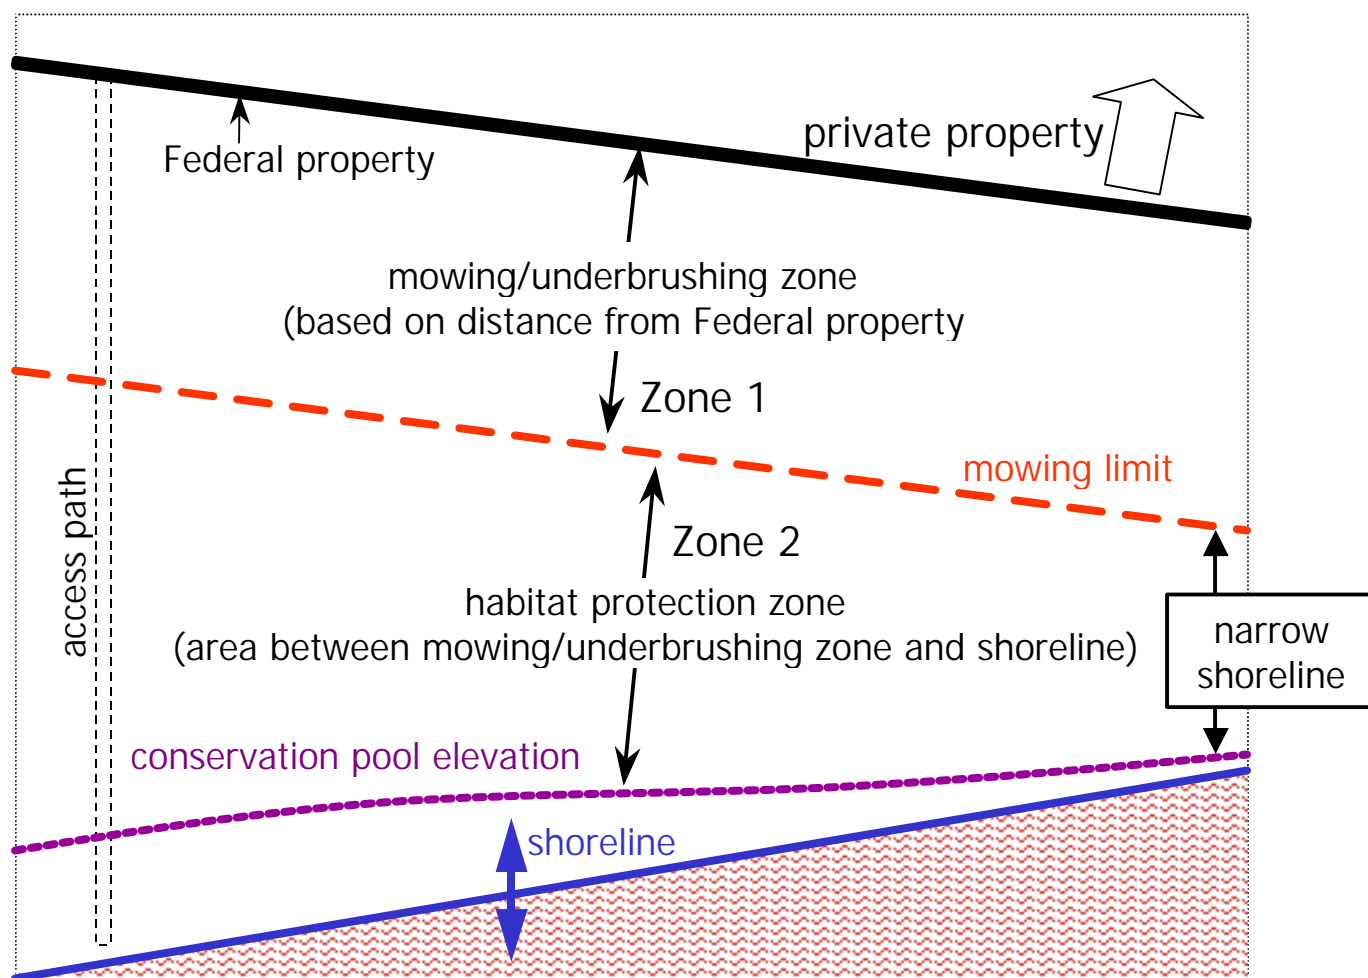 private property
Federal property
mowing/underbrushing zone
(based on distance from Federal property
Zone 1
mowing limit
access path
Zone 2
habitat protection zone
(area between mowing/underbrushing zone and shoreline)
narrow
shoreline
conservation pool elevation
shoreline